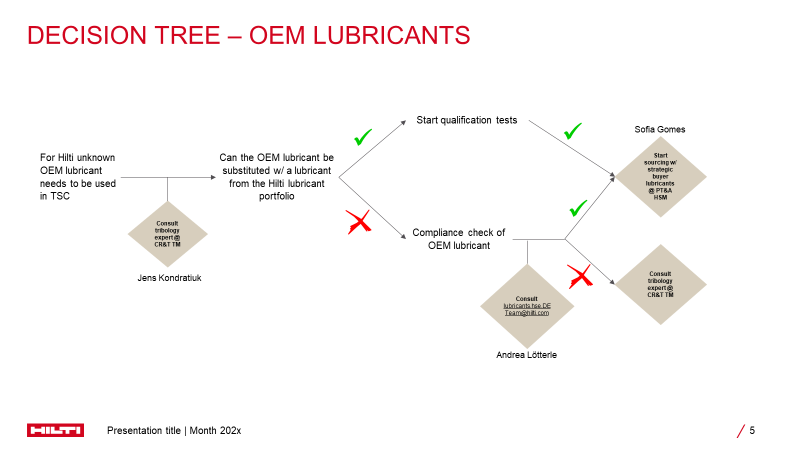 DECISION TREE – OEM LUBRICANTS
For Hilti unknown
OEM lubricant
needs to be used
in TSC
Consult
tribology
expert @
CR&T TM
Jens Kondratiuk
Can the OEM lubricant be
substituted w/ a lubricant
from the Hilti lubricant
portfolio
Start qualification tests
Compliance check of
OEM lubricant
Consult
lubricants.hse.DE
Team@hilti.com
Andrea Lötterle
Sofia Gomes
Start
sourcing w/
strategic
buyer
lubricants
@ PT&A
HSM
Consult
tribology
expert @
CR&T TM
HILTI
Presentation title | Month 202x
5